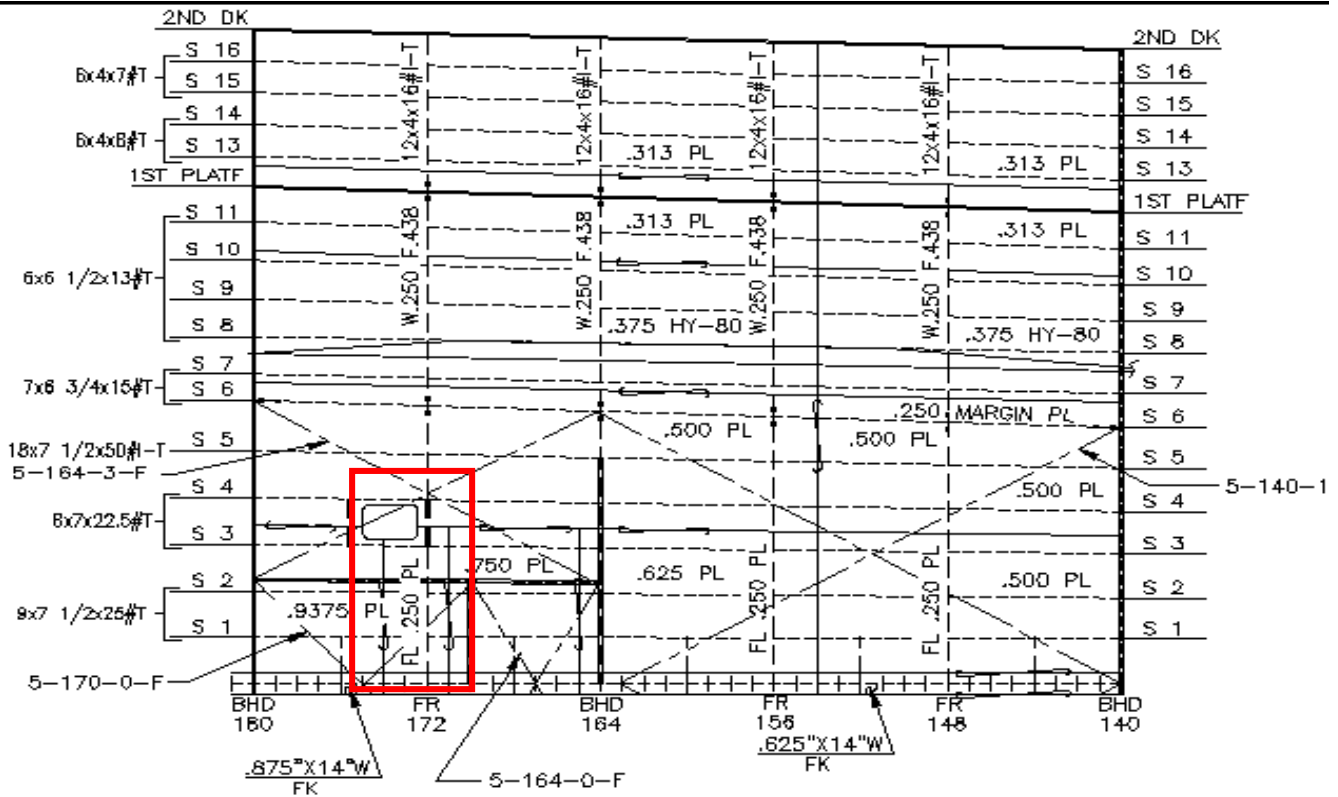 2ND DK
2ND DK
S 16
S 16
6x4x7#T
S 15
S 15
S 14
S 14
6x4x8#T
S 13
S 13
12x4x16#I-T
12x4x16#I-T
12x4x16#I-T
12x4x16#I-T
.313 PL
.313 PL
1ST PLATF
1ST PLATF
S 11
S 11
.313 PL
.313 PL
S 10
S 10
6x6 1/2x13#T
W.250 F.438
W.250 F.438
W.250 F.438
W.250 F.438
S 9
S 9
S 8
S 8
.375 HY-80
.375 HY-80
S 7
S 7
7x6 3/4x15#T
S 6
S 6
.250 MARGIN PL
.500 PL
.500 PL
18x7 1/2x50#I-T
S 5
S 5
5-164-3-F
5-140-1
S 4
S 4
.500 PL
8x7x22.5#T
S 3
S 3
.750 PL
.625 PL
.500 PL
S 2
S 2
9x7 1/2x25#T
.9375 PL
FL .250 PL
FL .250 PL
FL .250 PL
S 1
S 1
5-170-0-F
BHD 180
FR 172
BHD 164
FR 156
FR 148
BHD 140
.875"X14"W
FK
5-164-0-F
.625"X14"W
FK